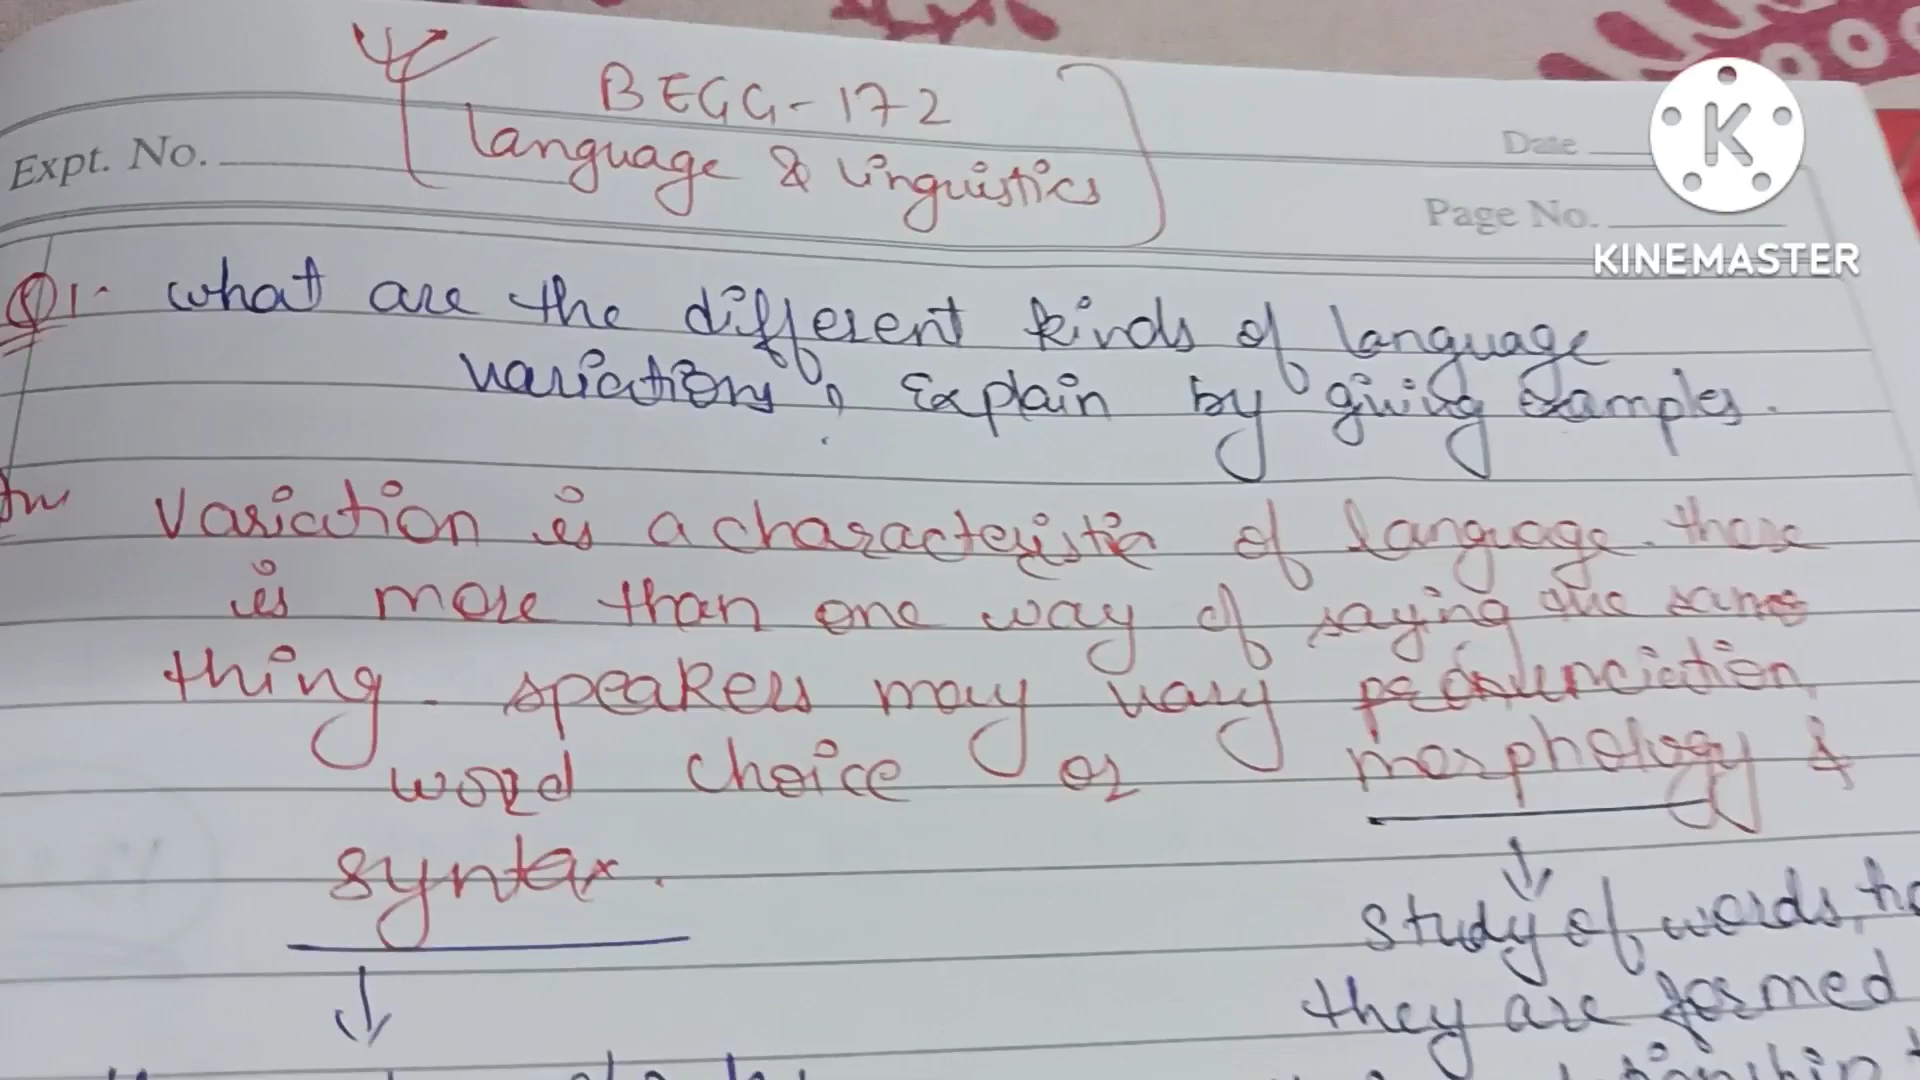 BEGG-172
Language & Linguistics
Expt. No.
Date
Page No.
KINEMASTER
Q1. What are the different kinds of language
variations? Explain by giving examples.
Ans Variation is a characteristic of language. there
is more than one way of saying the same
thing. speakers may vary pronunciation,
word choice or morphology &
syntax.
study of words, ho
they are formed